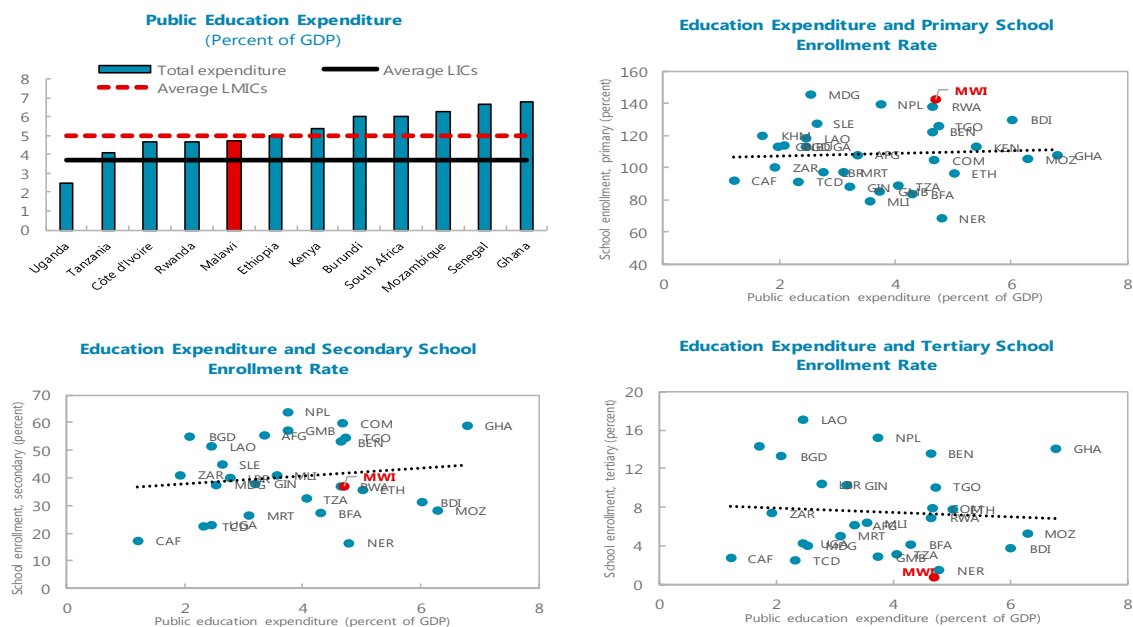 Public Education Expenditure
(Percent of GDP)
Total expenditure
Average LICs
Average LMICs
8
7
6
5
4
3
2
1
0
Uganda
Tanzania
Côte d'Ivoire
Rwanda
Malawi
Ethiopia
Kenya
Burundi
South Africa
Mozambique
Senegal
Ghana
Education Expenditure and Primary School
Enrollment Rate
School enrollment, primary (percent)
160
140
120
100
80
60
40
MDG
NPL
MWI
RWA
SLE
TGO
BDI
KHM
LAO
BEN
UGA
AFG
KEN
GHA
ZAR
LBR
MRT
COM
MOZ
ETH
CAF
TCD
GIN
TZA
GMB
BFA
MLI
NER
0
2
4
6
8
Public education expenditure (percent of GDP)
Education Expenditure and Secondary School
Enrollment Rate
School enrollment, secondary (percent)
70
60
50
40
30
20
10
0
NPL
COM
GHA
BGD
AFG
GMB
TGO
BEN
LAO
SLE
ZAR
LBR
MLI
MWI
MDG
GIN
RWA
ETH
TZA
BDI
TCD
UGA
MRT
BFA
MOZ
CAF
NER
0
2
4
6
8
Public education expenditure (percent of GDP)
Education Expenditure and Tertiary School
Enrollment Rate
School enrollment, tertiary (percent)
20
16
12
8
4
0
LAO
NPL
BGD
BEN
GHA
GIN
TGO
ZAR
COM
ETH
AFG
MLI
RWA
MRT
MOZ
UGA
MDG
BFA
BDI
CAF
TCD
GMB
TZA
MWI
NER
0
2
4
6
8
Public education expenditure (percent of GDP)